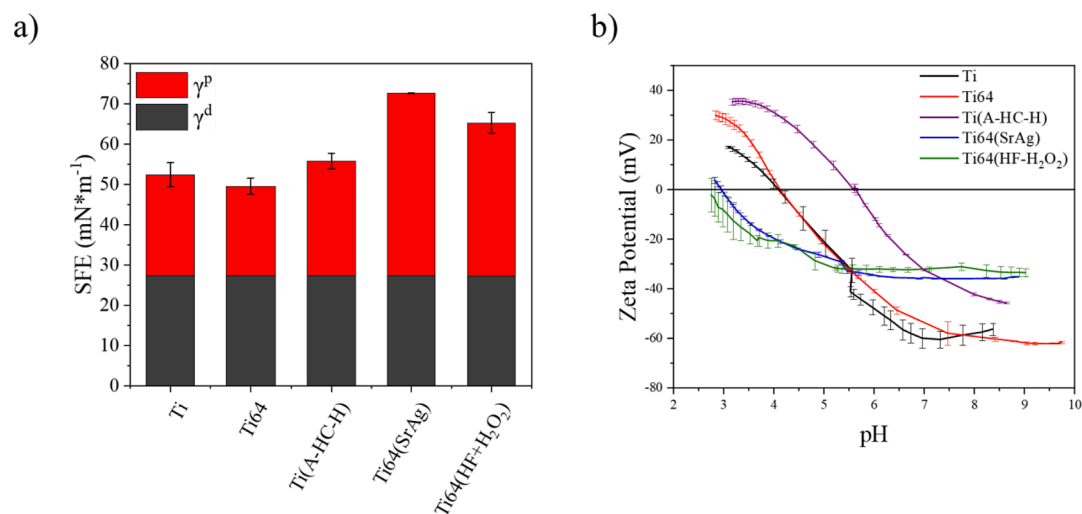 a)
80
70
60
50
40
30
20
10
0
SFE (mN*m⁻¹)
γᵖ
γᵈ
Ti
Ti64
Ti(A-HC-H)
Ti64(SrAg)
Ti64(HF+H₂O₂)
b)
40
20
0
-20
-40
-60
-80
Zeta Potential (mV)
Ti
Ti64
Ti(A-HC-H)
Ti64(SrAg)
Ti64(HF-H₂O₂)
2
3
4
5
6
7
8
9
10
pH